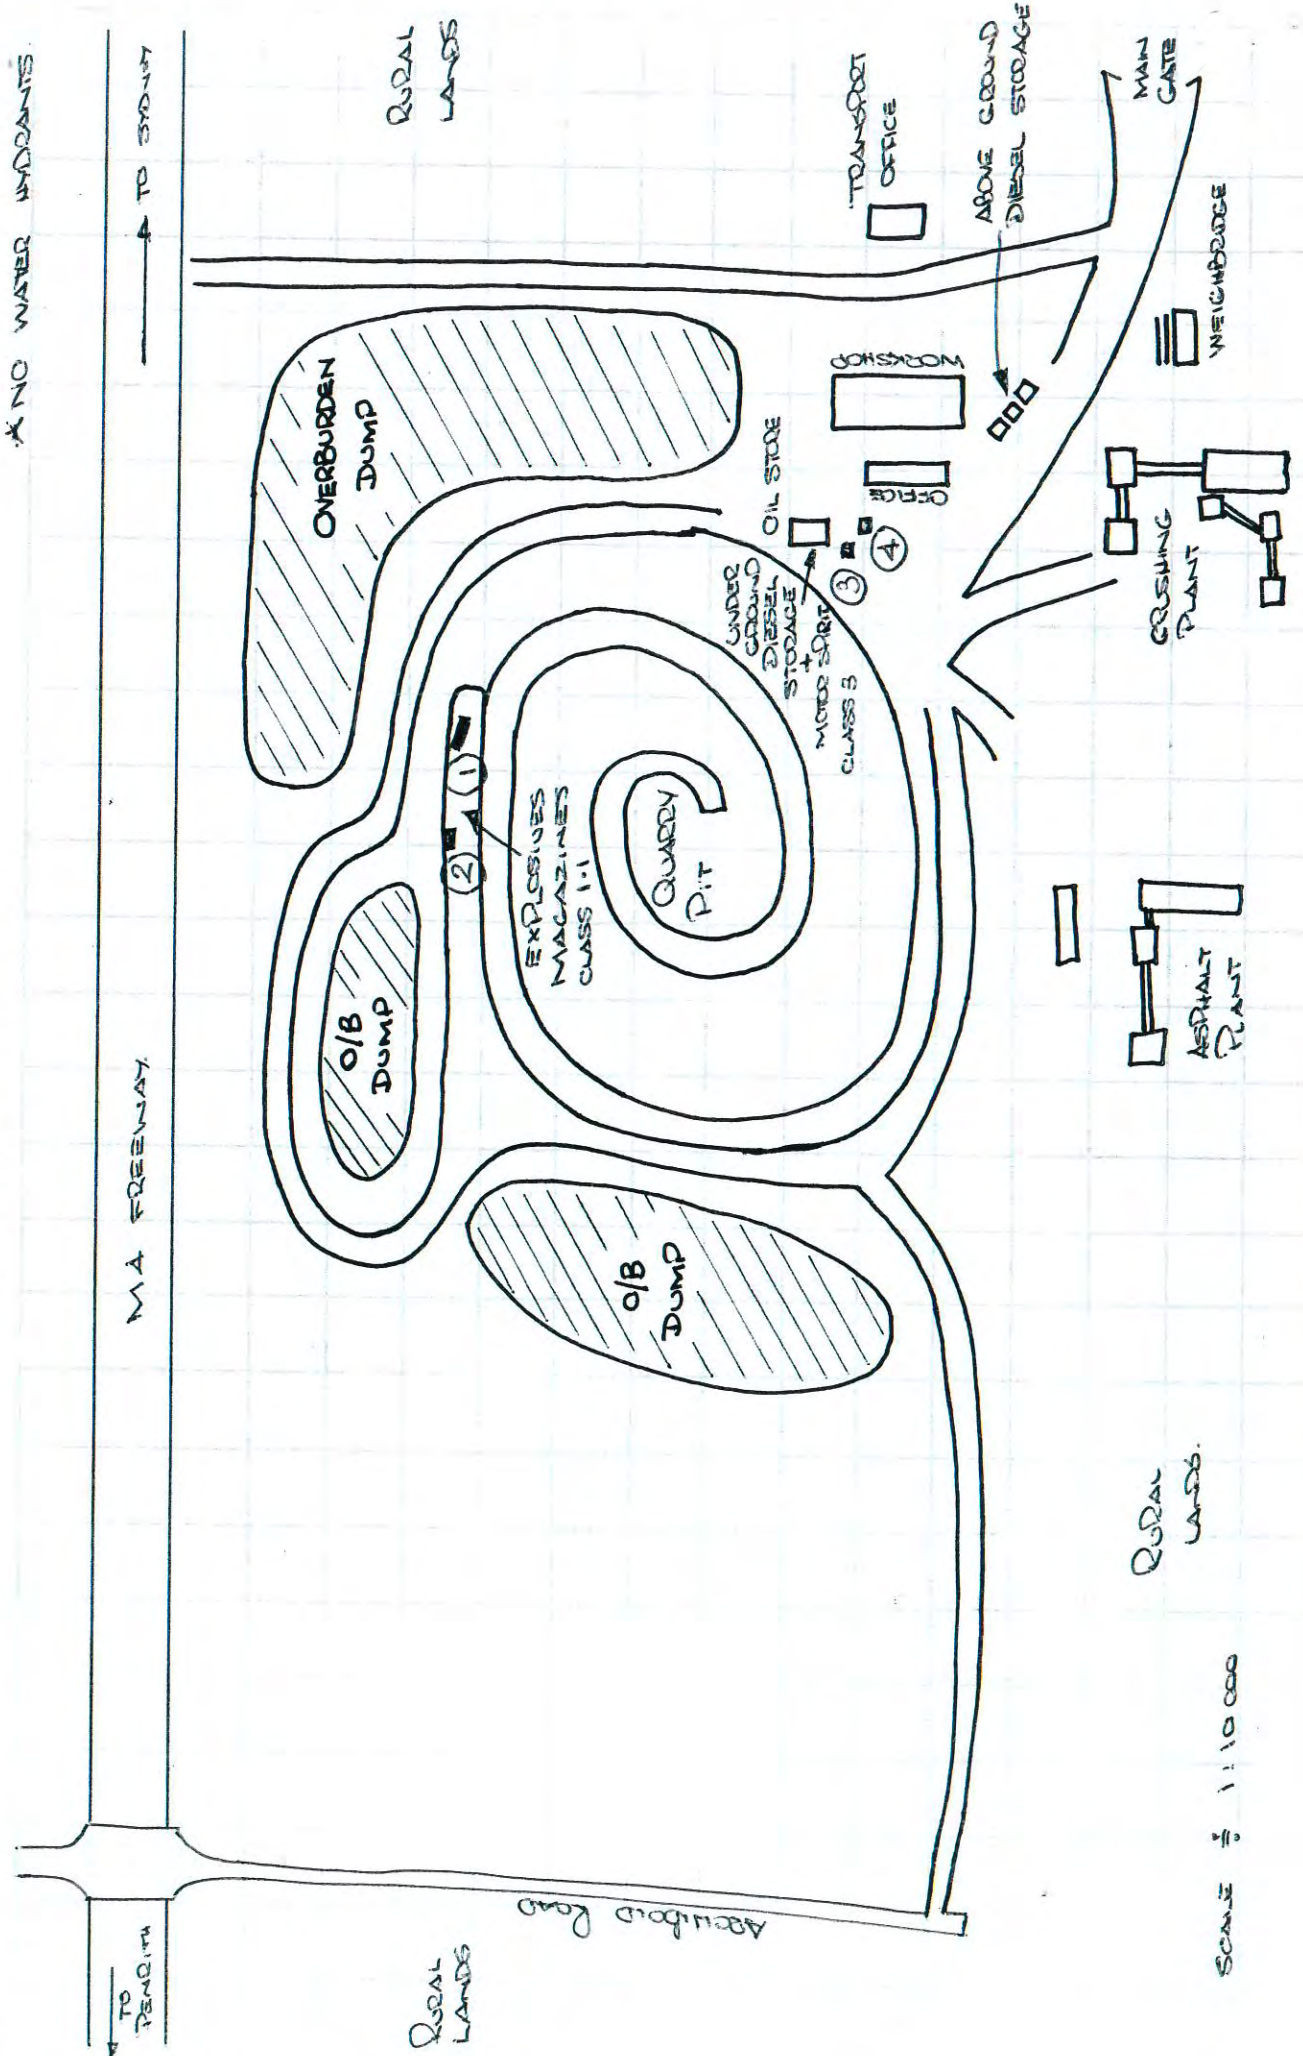 * NO WATER HYDRANTS.
TO SYDNEY
M4 FREEWAY
TO
PENRITH
RURAL
LANDS
OVERBURDEN
DUMP
O/B
DUMP
O/B
DUMP
1
2
EXPLOSIVES
MAGAZINES
CLASS 1.1
QUARRY
PIT
UNDER
GROUND
DIESEL
STORAGE
+
MOTOR SPIRIT
CLASS 3
OIL STORE
3
4
OFFICE
WORKSHOP
TRANSPORT
OFFICE
ABOVE GROUND
DIESEL STORAGE
MAIN
GATE
WEIGHBRIDGE
CRUSHING
PLANT
ASPHALT
PLANT
RURAL
LANDS
ARCHBOLD ROAD
RURAL
LANDS.
SCALE ÷ 1:10 000